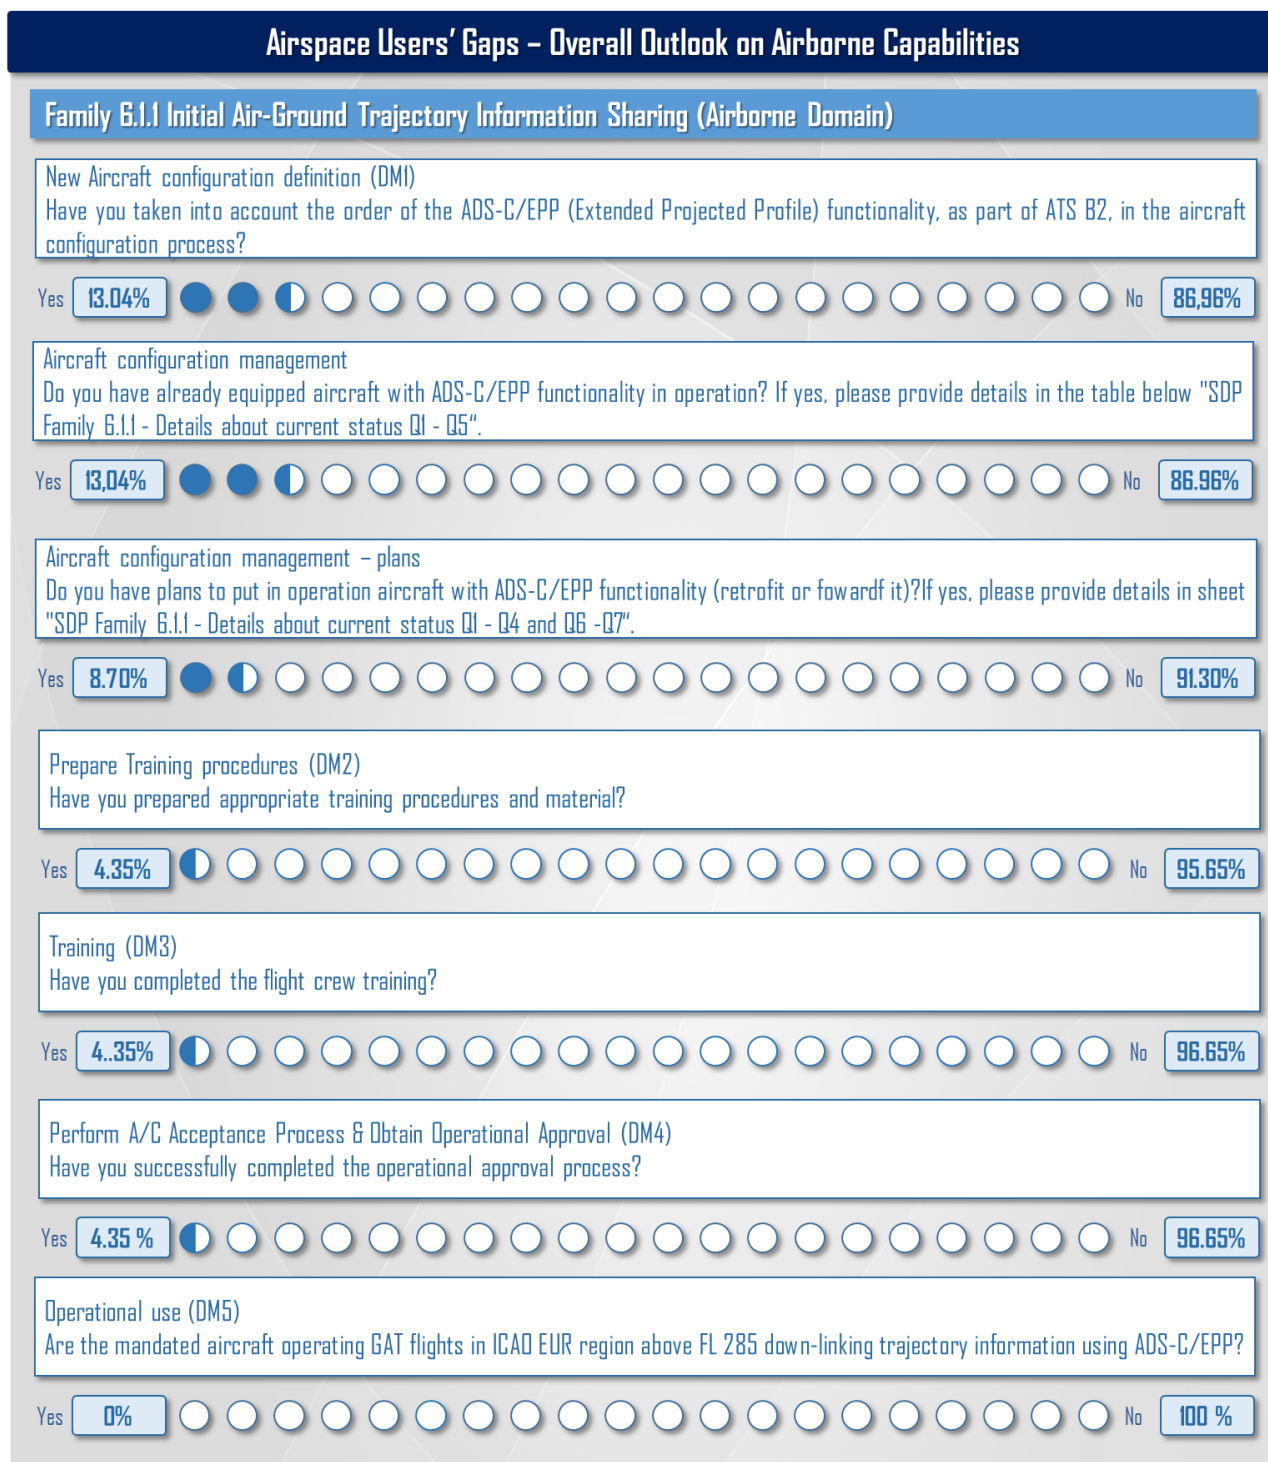 Airspace Users' Gaps – Overall Outlook on Airborne Capabilities
Family 6.1.1 Initial Air-Ground Trajectory Information Sharing (Airborne Domain)
New Aircraft configuration definition (DM1)
Have you taken into account the order of the ADS-C/EPP (Extended Projected Profile) functionality, as part of ATS B2, in the aircraft
configuration process?
Yes 13.04% No 86,96%
Aircraft configuration management
Do you have already equipped aircraft with ADS-C/EPP functionality in operation? If yes, please provide details in the table below "SDP
Family 6.1.1 - Details about current status Q1 - Q5“.
Yes 13,04% No 86.96%
Aircraft configuration management – plans
Do you have plans to put in operation aircraft with ADS-C/EPP functionality (retrofit or fowardf it)?If yes, please provide details in sheet
"SDP Family 6.1.1 - Details about current status Q1 - Q4 and Q6 -Q7“.
Yes 8.70% No 91.30%
Prepare Training procedures (DM2)
Have you prepared appropriate training procedures and material?
Yes 4.35% No 95.65%
Training (DM3)
Have you completed the flight crew training?
Yes 4..35% No 96.65%
Perform A/C Acceptance Process & Obtain Operational Approval (DM4)
Have you successfully completed the operational approval process?
Yes 4.35 % No 96.65%
Operational use (DM5)
Are the mandated aircraft operating GAT flights in ICAO EUR region above FL 285 down-linking trajectory information using ADS-C/EPP?
Yes 0% No 100 %